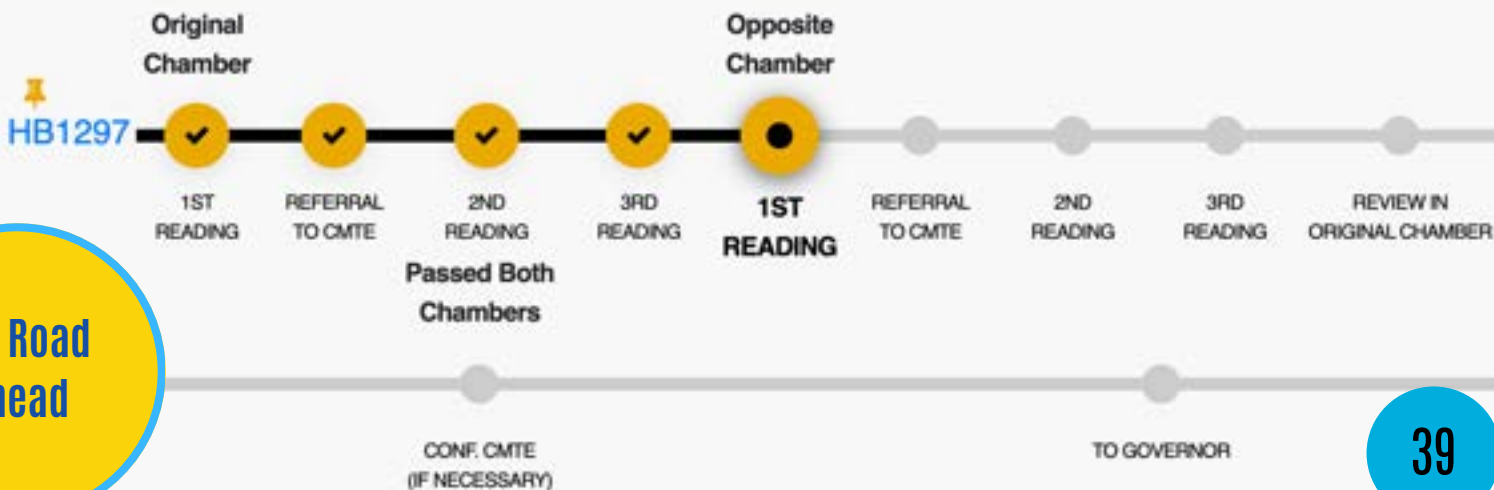 Original
Chamber
Opposite
Chamber
HB1297
1ST
READING
REFERRAL
TO CMTE
2ND
READING
3RD
READING
1ST
READING
REFERRAL
TO CMTE
2ND
READING
3RD
READING
REVIEW IN
ORIGINAL CHAMBER
Passed Both
Chambers
Road
CONF. CMTE
(IF NECESSARY)
TO GOVERNOR
39